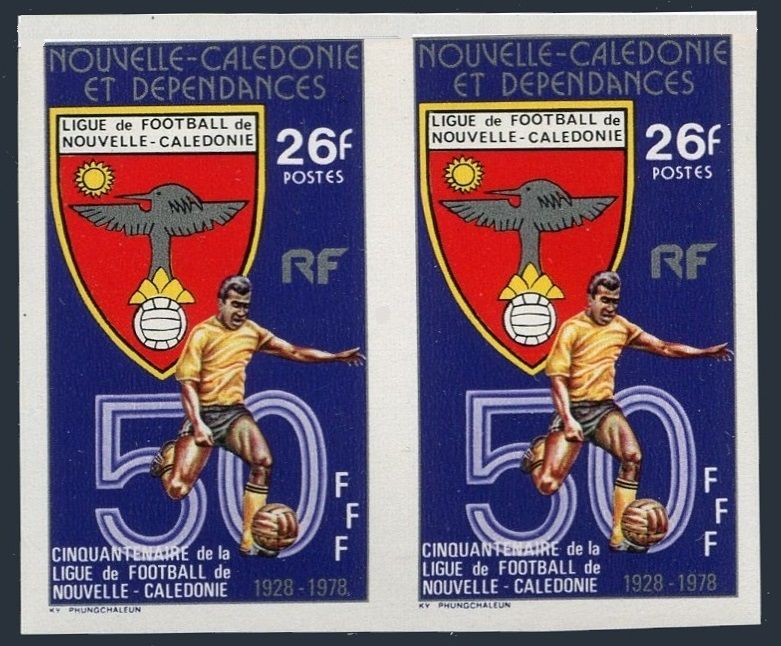 NOUVELLE-CALEDONIE
ET DEPENDANCES
LIGUE de FOOTBALL de
NOUVELLE-CALEDONIE
26F
POSTES
RF
50
F
F
F
CINQUANTENAIRE de la
LIGUE de FOOTBALL de
NOUVELLE-CALEDONIE
1928-1978
KY PHUNGCHALEUN
NOUVELLE-CALEDONIE
ET DEPENDANCES
LIGUE de FOOTBALL de
NOUVELLE-CALEDONIE
26F
POSTES
RF
50
F
F
F
CINQUANTENAIRE de la
LIGUE de FOOTBALL de
NOUVELLE-CALEDONIE
1928-1978
KY PHUNGCHALEUN